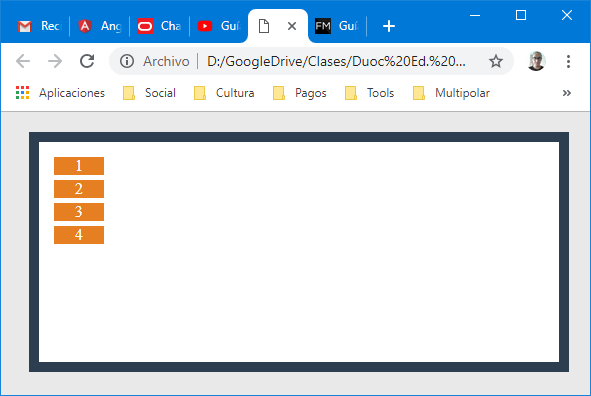 Rec Ang Cha Guí Guí
Archivo D:/GoogleDrive/Clases/Duoc%20Ed.%20...
Aplicaciones Social Cultura Pagos Tools Multipolar »
1
2
3
4